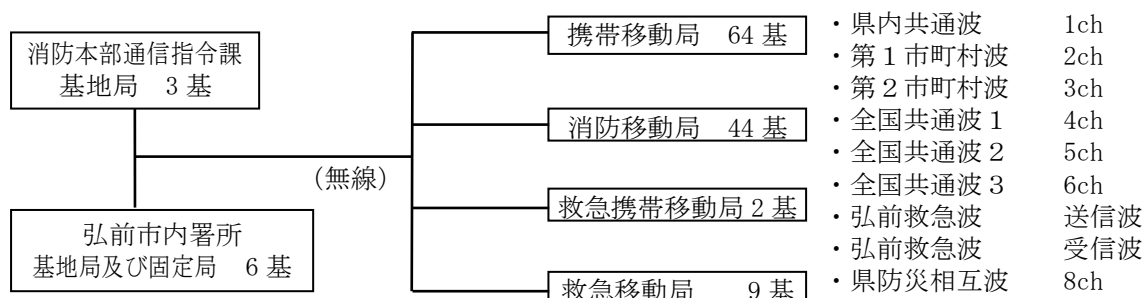 消防本部通信指令課
基地局 3 基
弘前市内署所
基地局及び固定局 6 基
(無線)
携帯移動局 64 基
消防移動局 44 基
救急携帯移動局 2 基
救急移動局 9 基
・県内共通波 1ch
・第１市町村波 2ch
・第２市町村波 3ch
・全国共通波１ 4ch
・全国共通波２ 5ch
・全国共通波３ 6ch
・弘前救急波 送信波
・弘前救急波 受信波
・県防災相互波 8ch